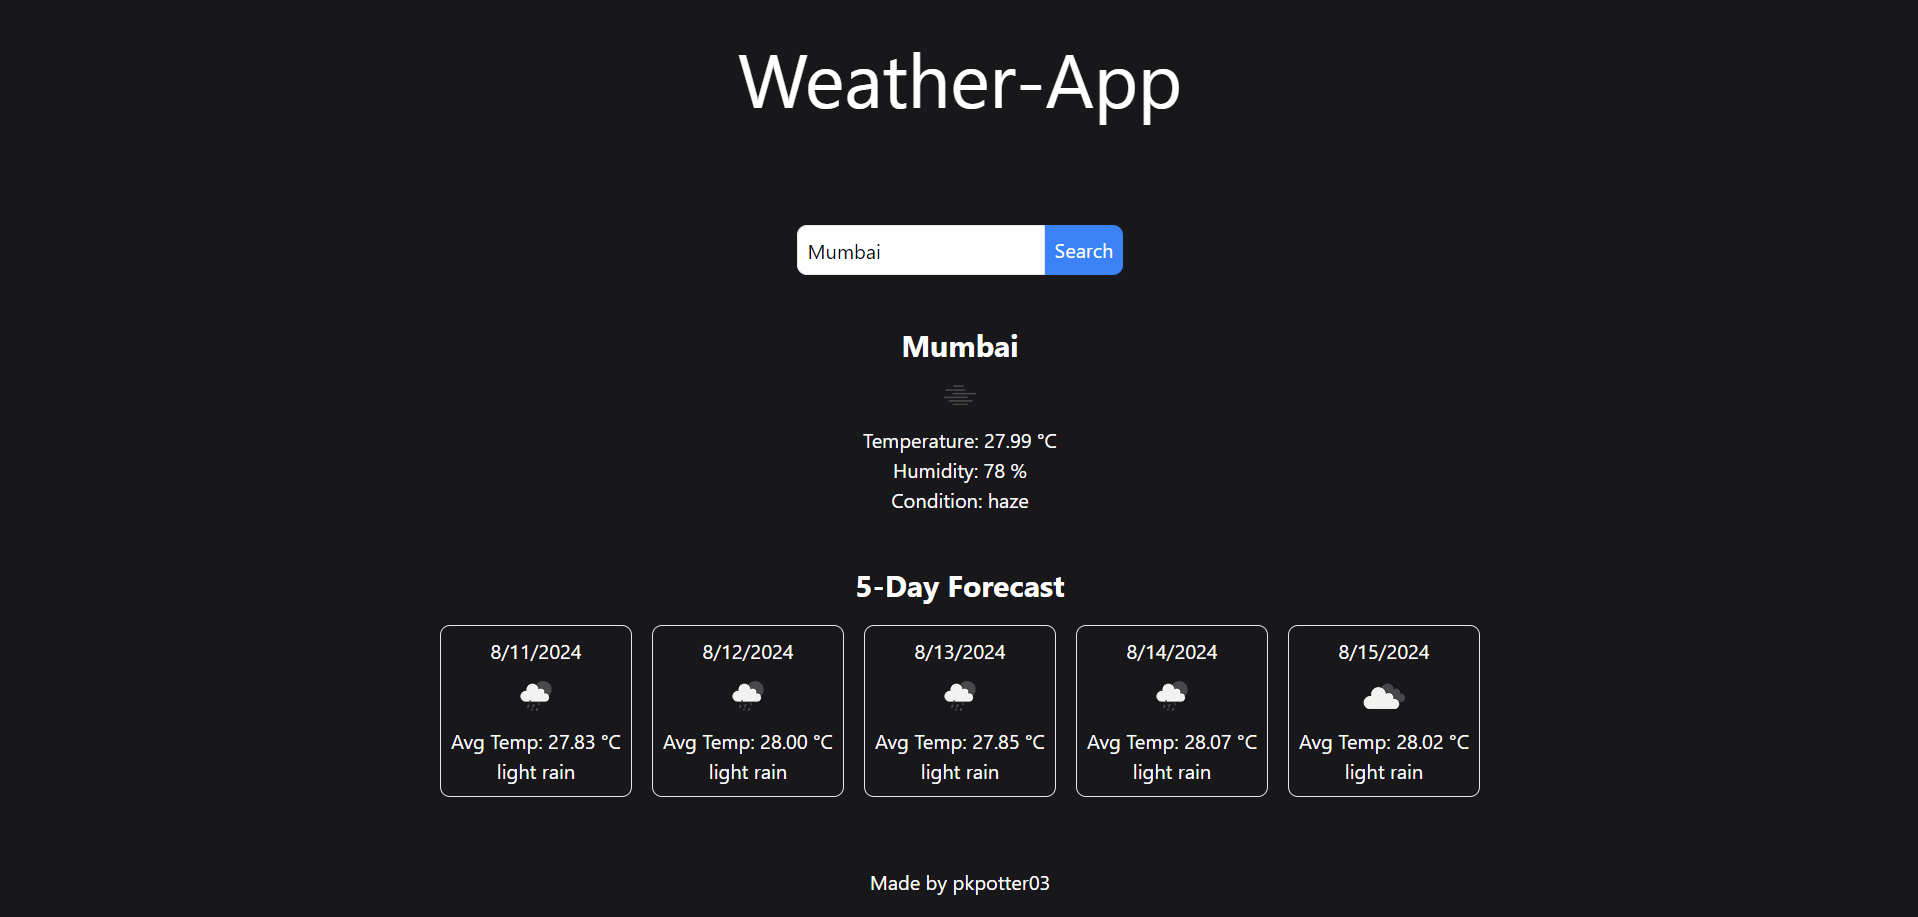 Weather-App
Mumbai
Search
Mumbai
Temperature: 27.99 °C
Humidity: 78 %
Condition: haze
5-Day Forecast
8/11/2024
Avg Temp: 27.83 °C
light rain
8/12/2024
Avg Temp: 28.00 °C
light rain
8/13/2024
Avg Temp: 27.85 °C
light rain
8/14/2024
Avg Temp: 28.07 °C
light rain
8/15/2024
Avg Temp: 28.02 °C
light rain
Made by pkpotter03